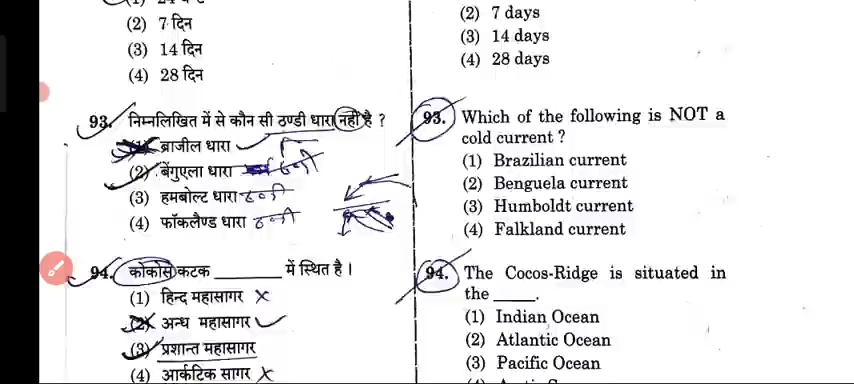 (2) 7 दिन
(3) 14 दिन
(4) 28 दिन
93. निम्नलिखित में से कौन सी ठण्डी धारा नहीं है ?
ब्राजील धारा
(2) बेंगुएला धारा
(3) हमबोल्ट धारा ठण्डी
(4) फॉकलैण्ड धारा ठण्डी
94. कोकोस कटक ______ में स्थित है ।
(1) हिन्द महासागर
(2) अन्ध महासागर
(3) प्रशान्त महासागर
(4) आर्कटिक सागर
(2) 7 days
(3) 14 days
(4) 28 days
93. Which of the following is NOT a
cold current ?
(1) Brazilian current
(2) Benguela current
(3) Humboldt current
(4) Falkland current
94. The Cocos-Ridge is situated in
the _____.
(1) Indian Ocean
(2) Atlantic Ocean
(3) Pacific Ocean